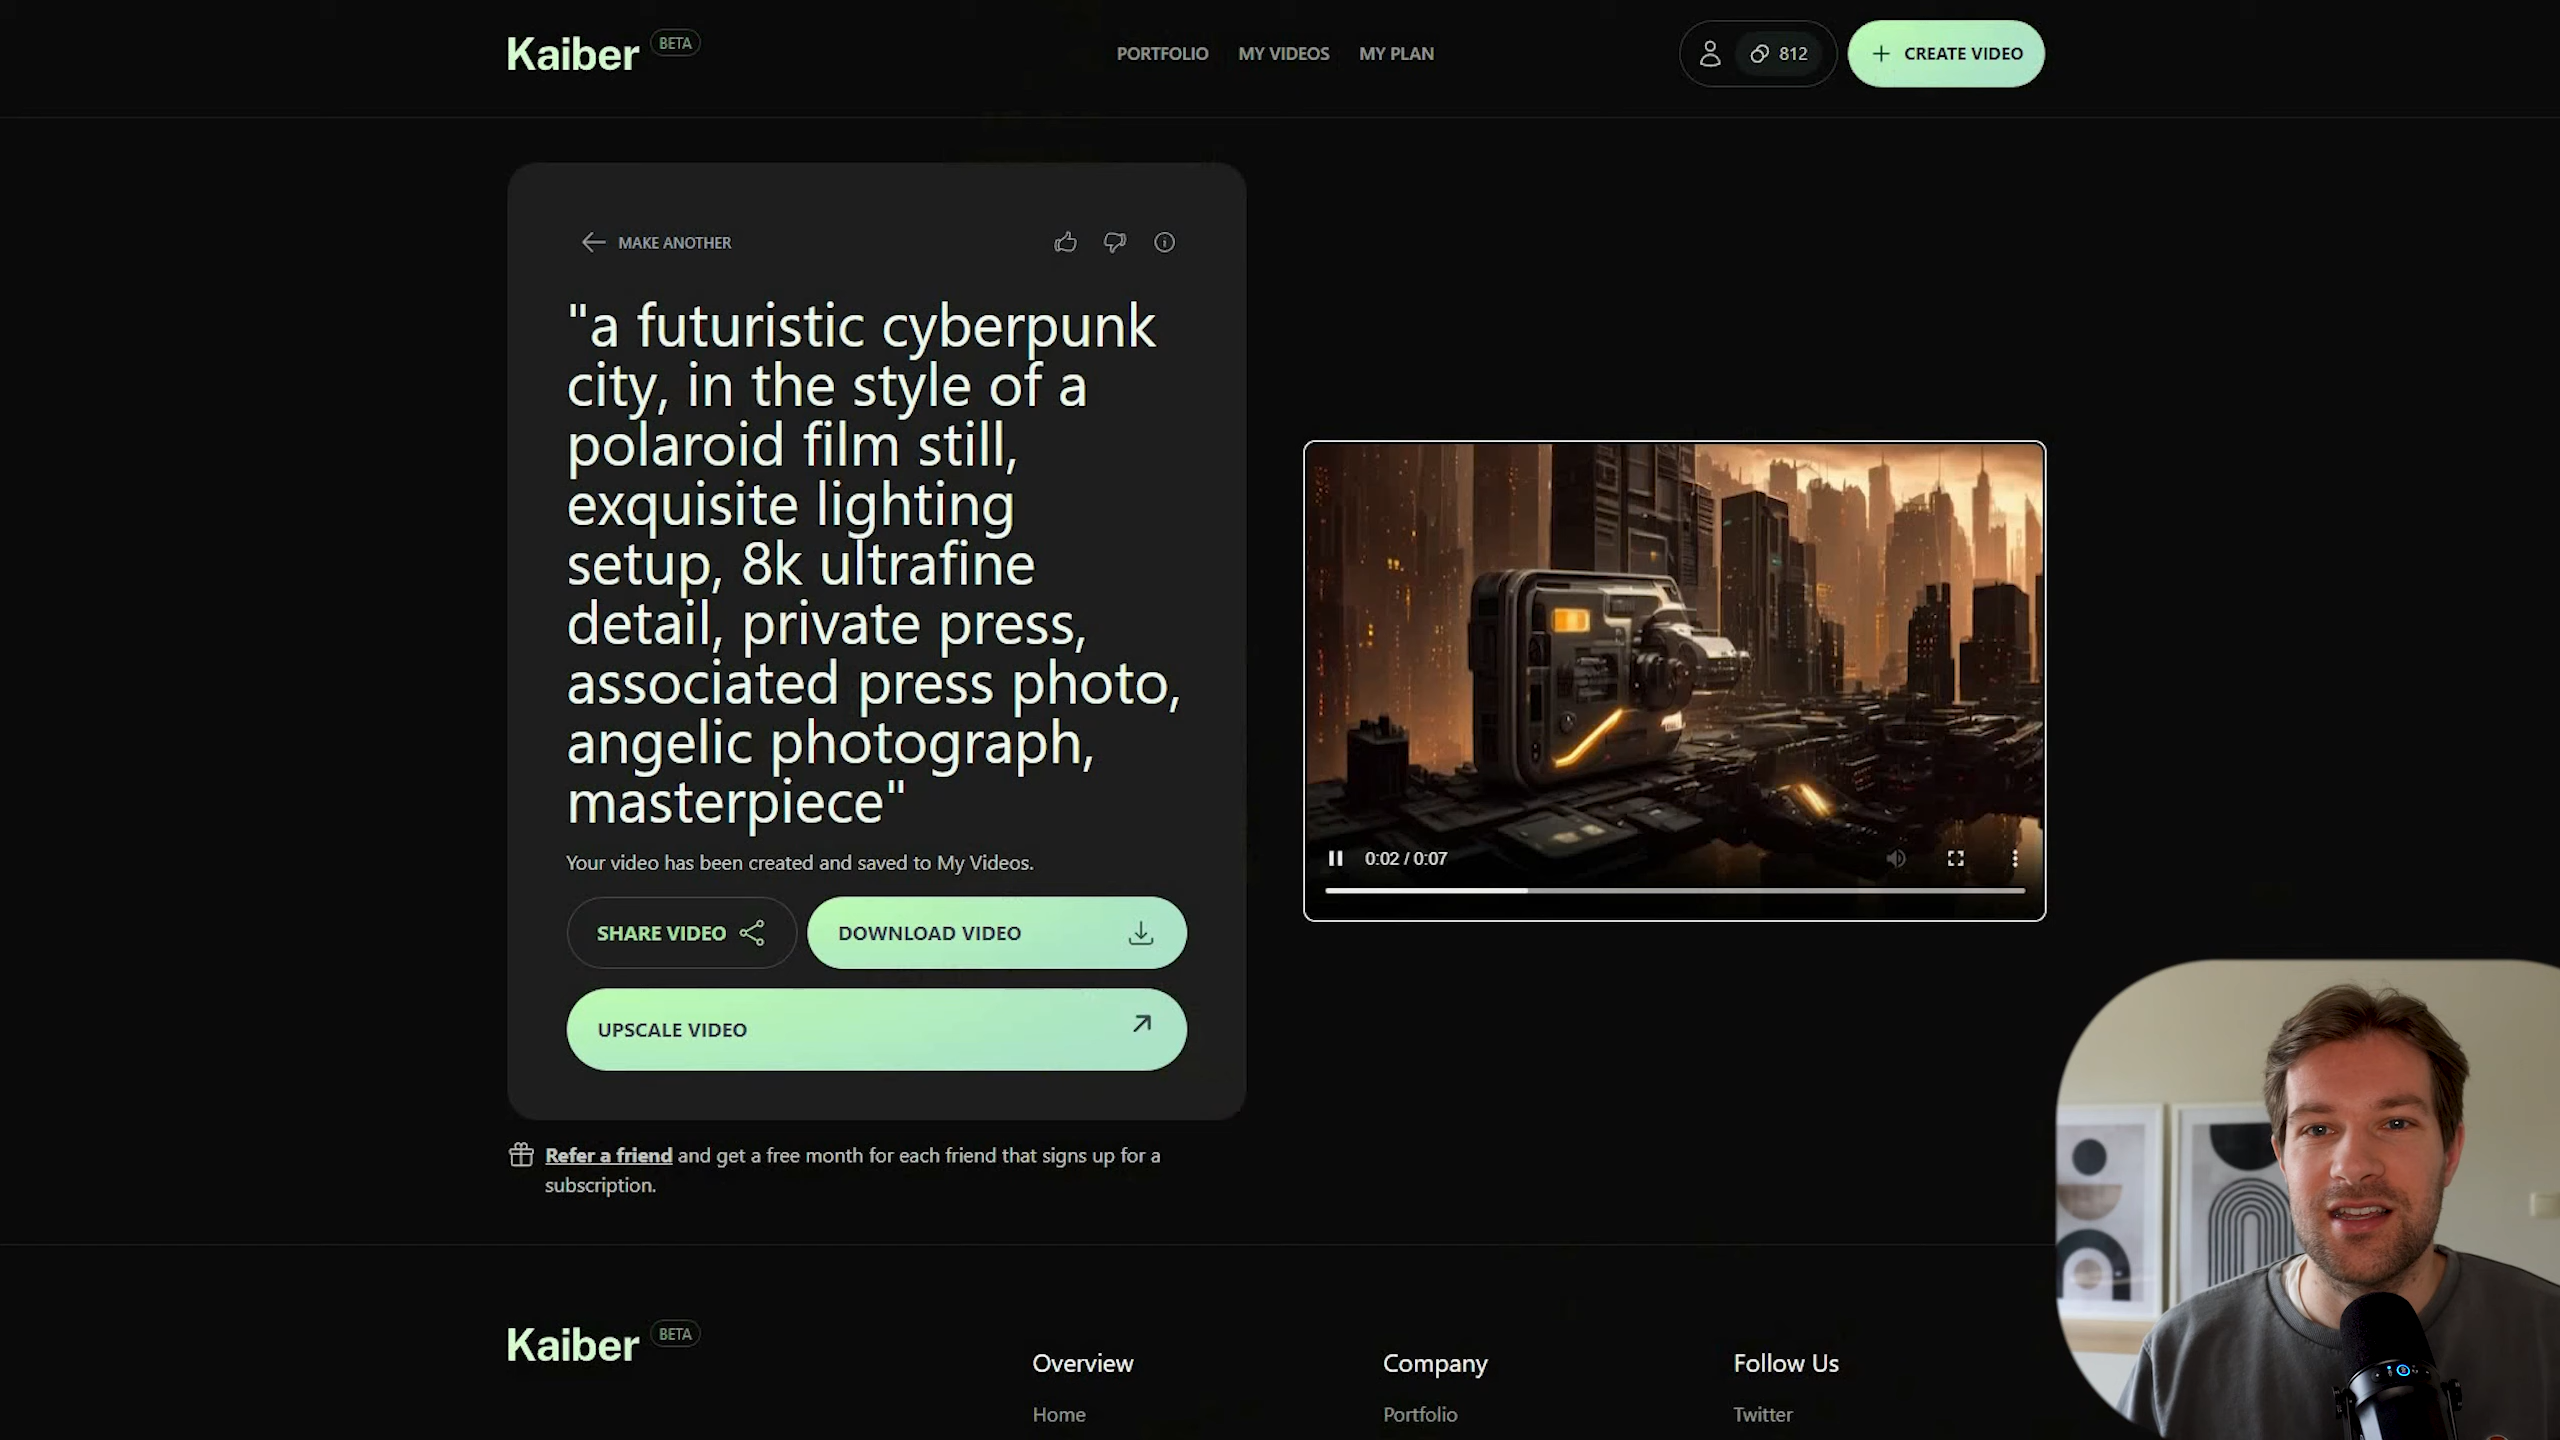 Kaiber BETA
PORTFOLIO MY VIDEOS MY PLAN
812
+ CREATE VIDEO
MAKE ANOTHER
"a futuristic cyberpunk
city, in the style of a
polaroid film still,
exquisite lighting
setup, 8k ultrafine
detail, private press,
associated press photo,
angelic photograph,
masterpiece"
Your video has been created and saved to My Videos.
SHARE VIDEO
DOWNLOAD VIDEO
UPSCALE VIDEO
0:02 / 0:07
Refer a friend and get a free month for each friend that signs up for a
subscription.
Kaiber BETA
Overview
Home
Company
Portfolio
Follow Us
Twitter